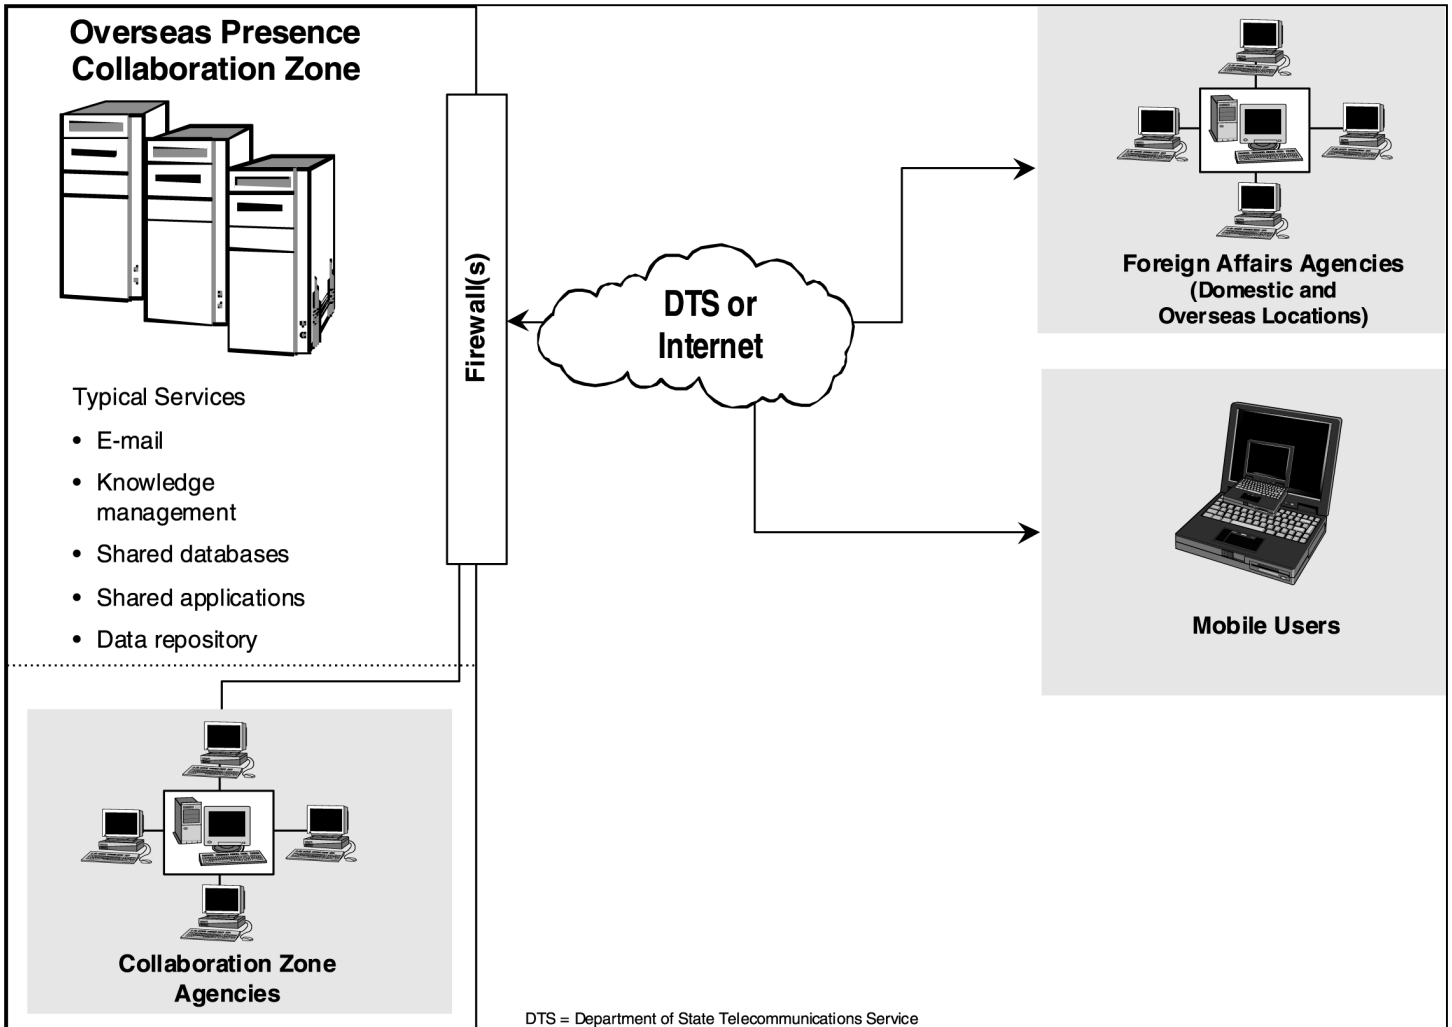 Overseas Presence
Collaboration Zone
Firewall(s)
Typical Services
• E-mail
• Knowledge
management
• Shared databases
• Shared applications
• Data repository
DTS or
Internet
Foreign Affairs Agencies
(Domestic and
Overseas Locations)
Mobile Users
Collaboration Zone
Agencies
DTS = Department of State Telecommunications Service